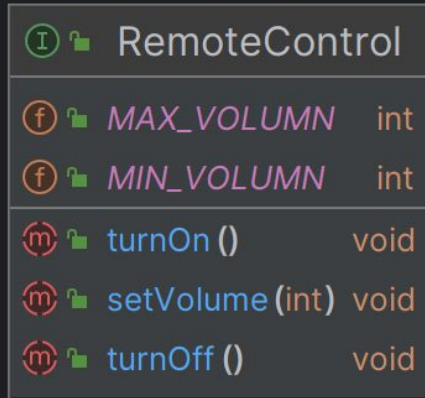 RemoteControl
MAX_VOLUMN int
MIN_VOLUMN int
turnOn() void
setVolume(int) void
turnOff() void